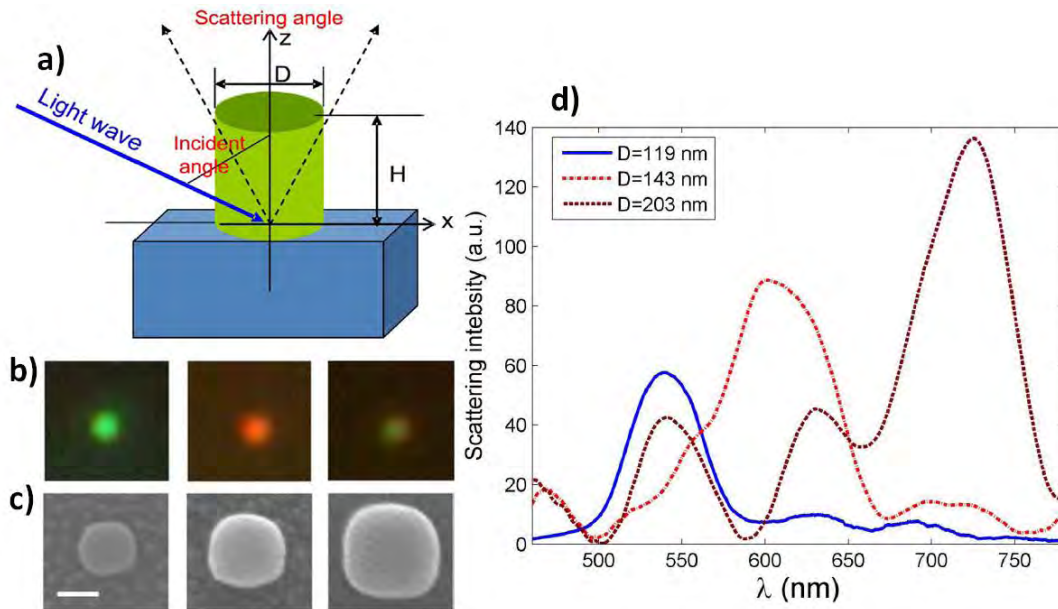 a)
Scattering angle
z
D
Light wave
Incident
angle
H
x
b)
c)
d)
140
120
100
80
60
40
20
0
Scattering intebsity (a.u.)
D=119 nm
D=143 nm
D=203 nm
500 550 600 650 700 750
λ (nm)